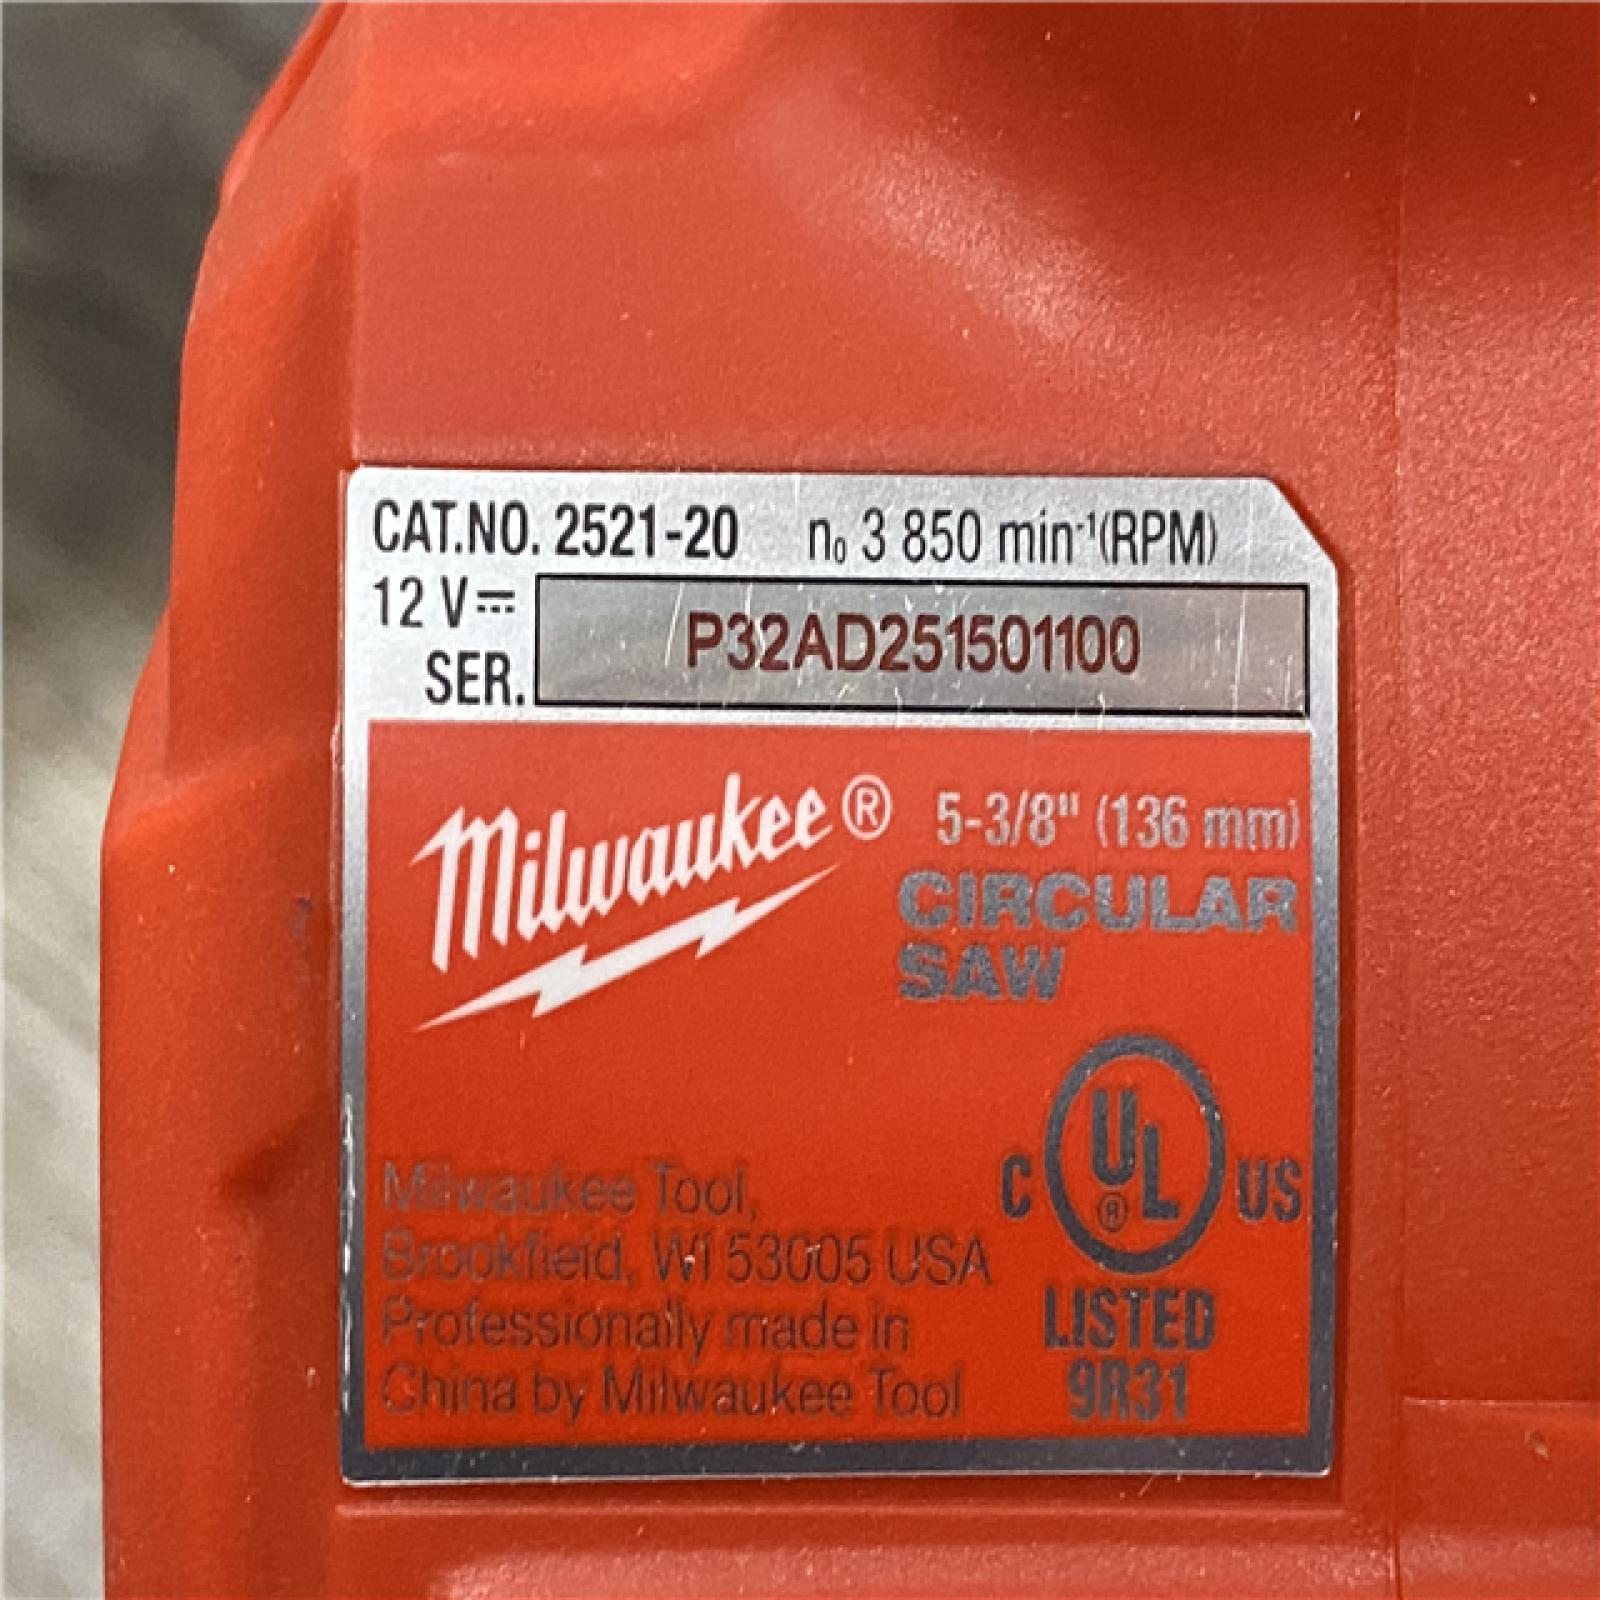 CAT.NO. 2521-20 n₀ 3 850 min⁻¹(RPM)
12 V⎓
SER. P32AD251501100
Milwaukee®
5-3/8" (136 mm)
CIRCULAR
SAW
C UL® US
LISTED
9R31
Milwaukee Tool,
Brookfield, WI 53005 USA
Professionally made in
China by Milwaukee Tool